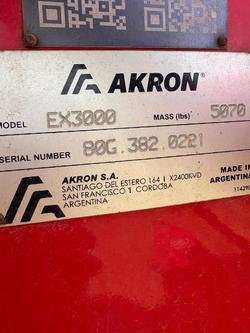 AKRON®
MODEL EX3000 MASS (lbs) 5070
SERIAL NUMBER 80G.382.0221
AKRON S.A. MADE IN
SANTIAGO DEL ESTERO 164 | X2400KVD ARGENTINA
SAN FRANCISCO | CORDOBA
ARGENTINA